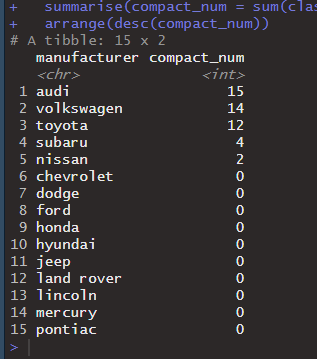 +   summarise(compact_num = sum(clas
+   arrange(desc(compact_num))
# A tibble: 15 x 2
   manufacturer compact_num
   <chr>              <int>
 1 audi                  15
 2 volkswagen            14
 3 toyota                12
 4 subaru                 4
 5 nissan                 2
 6 chevrolet              0
 7 dodge                  0
 8 ford                   0
 9 honda                  0
10 hyundai                0
11 jeep                   0
12 land rover             0
13 lincoln                0
14 mercury                0
15 pontiac                0
>